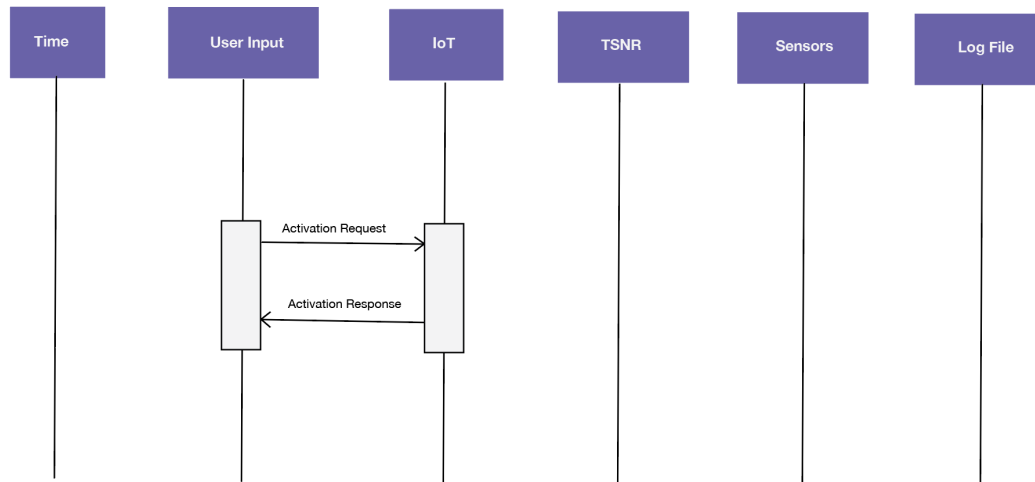 Time
User Input
IoT
TSNR
Sensors
Log File
Activation Request
Activation Response